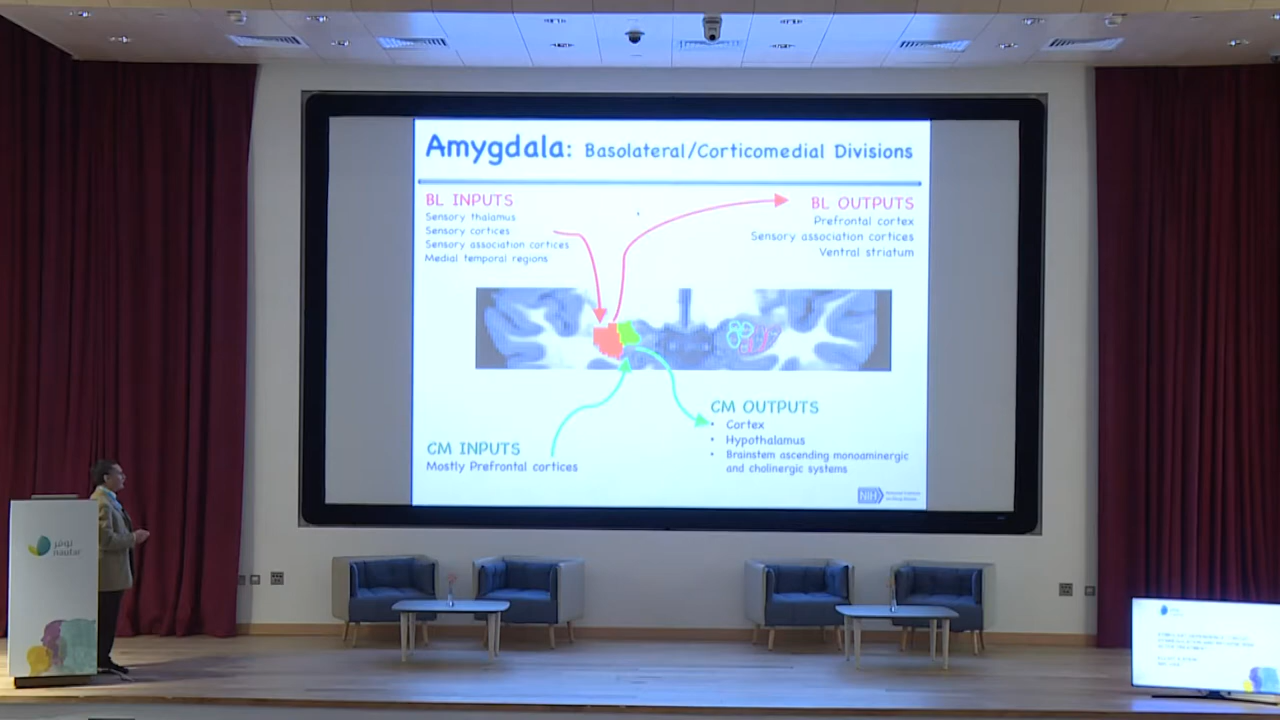 Amygdala: Basolateral/Corticomedial Divisions
BL INPUTS
Sensory thalamus
Sensory cortices
Sensory association cortices
Medial temporal regions
BL OUTPUTS
Prefrontal cortex
Sensory association cortices
Ventral striatum
CM INPUTS
Mostly Prefrontal cortices
CM OUTPUTS
• Cortex
• Hypothalamus
• Brainstem ascending monoaminergic
and cholinergic systems
NIH
نوفر
naufar